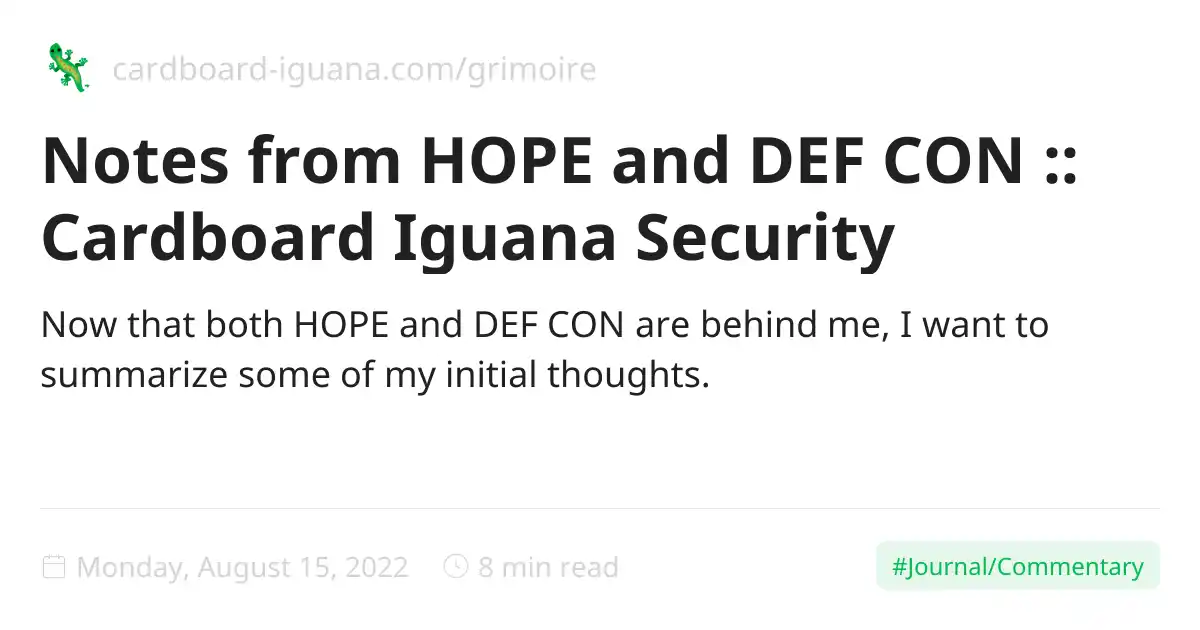 cardboard-iguana.com/grimoire
Notes from HOPE and DEF CON ::
Cardboard Iguana Security
Now that both HOPE and DEF CON are behind me, I want to
summarize some of my initial thoughts.
Monday, August 15, 2022 8 min read #Journal/Commentary